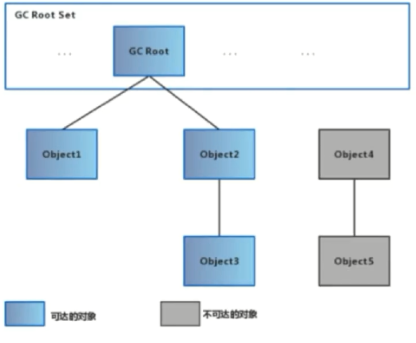 GC Root Set
... GC Root ... ...
Object1 Object2 Object4
Object3 Object5
可达的对象 不可达的对象